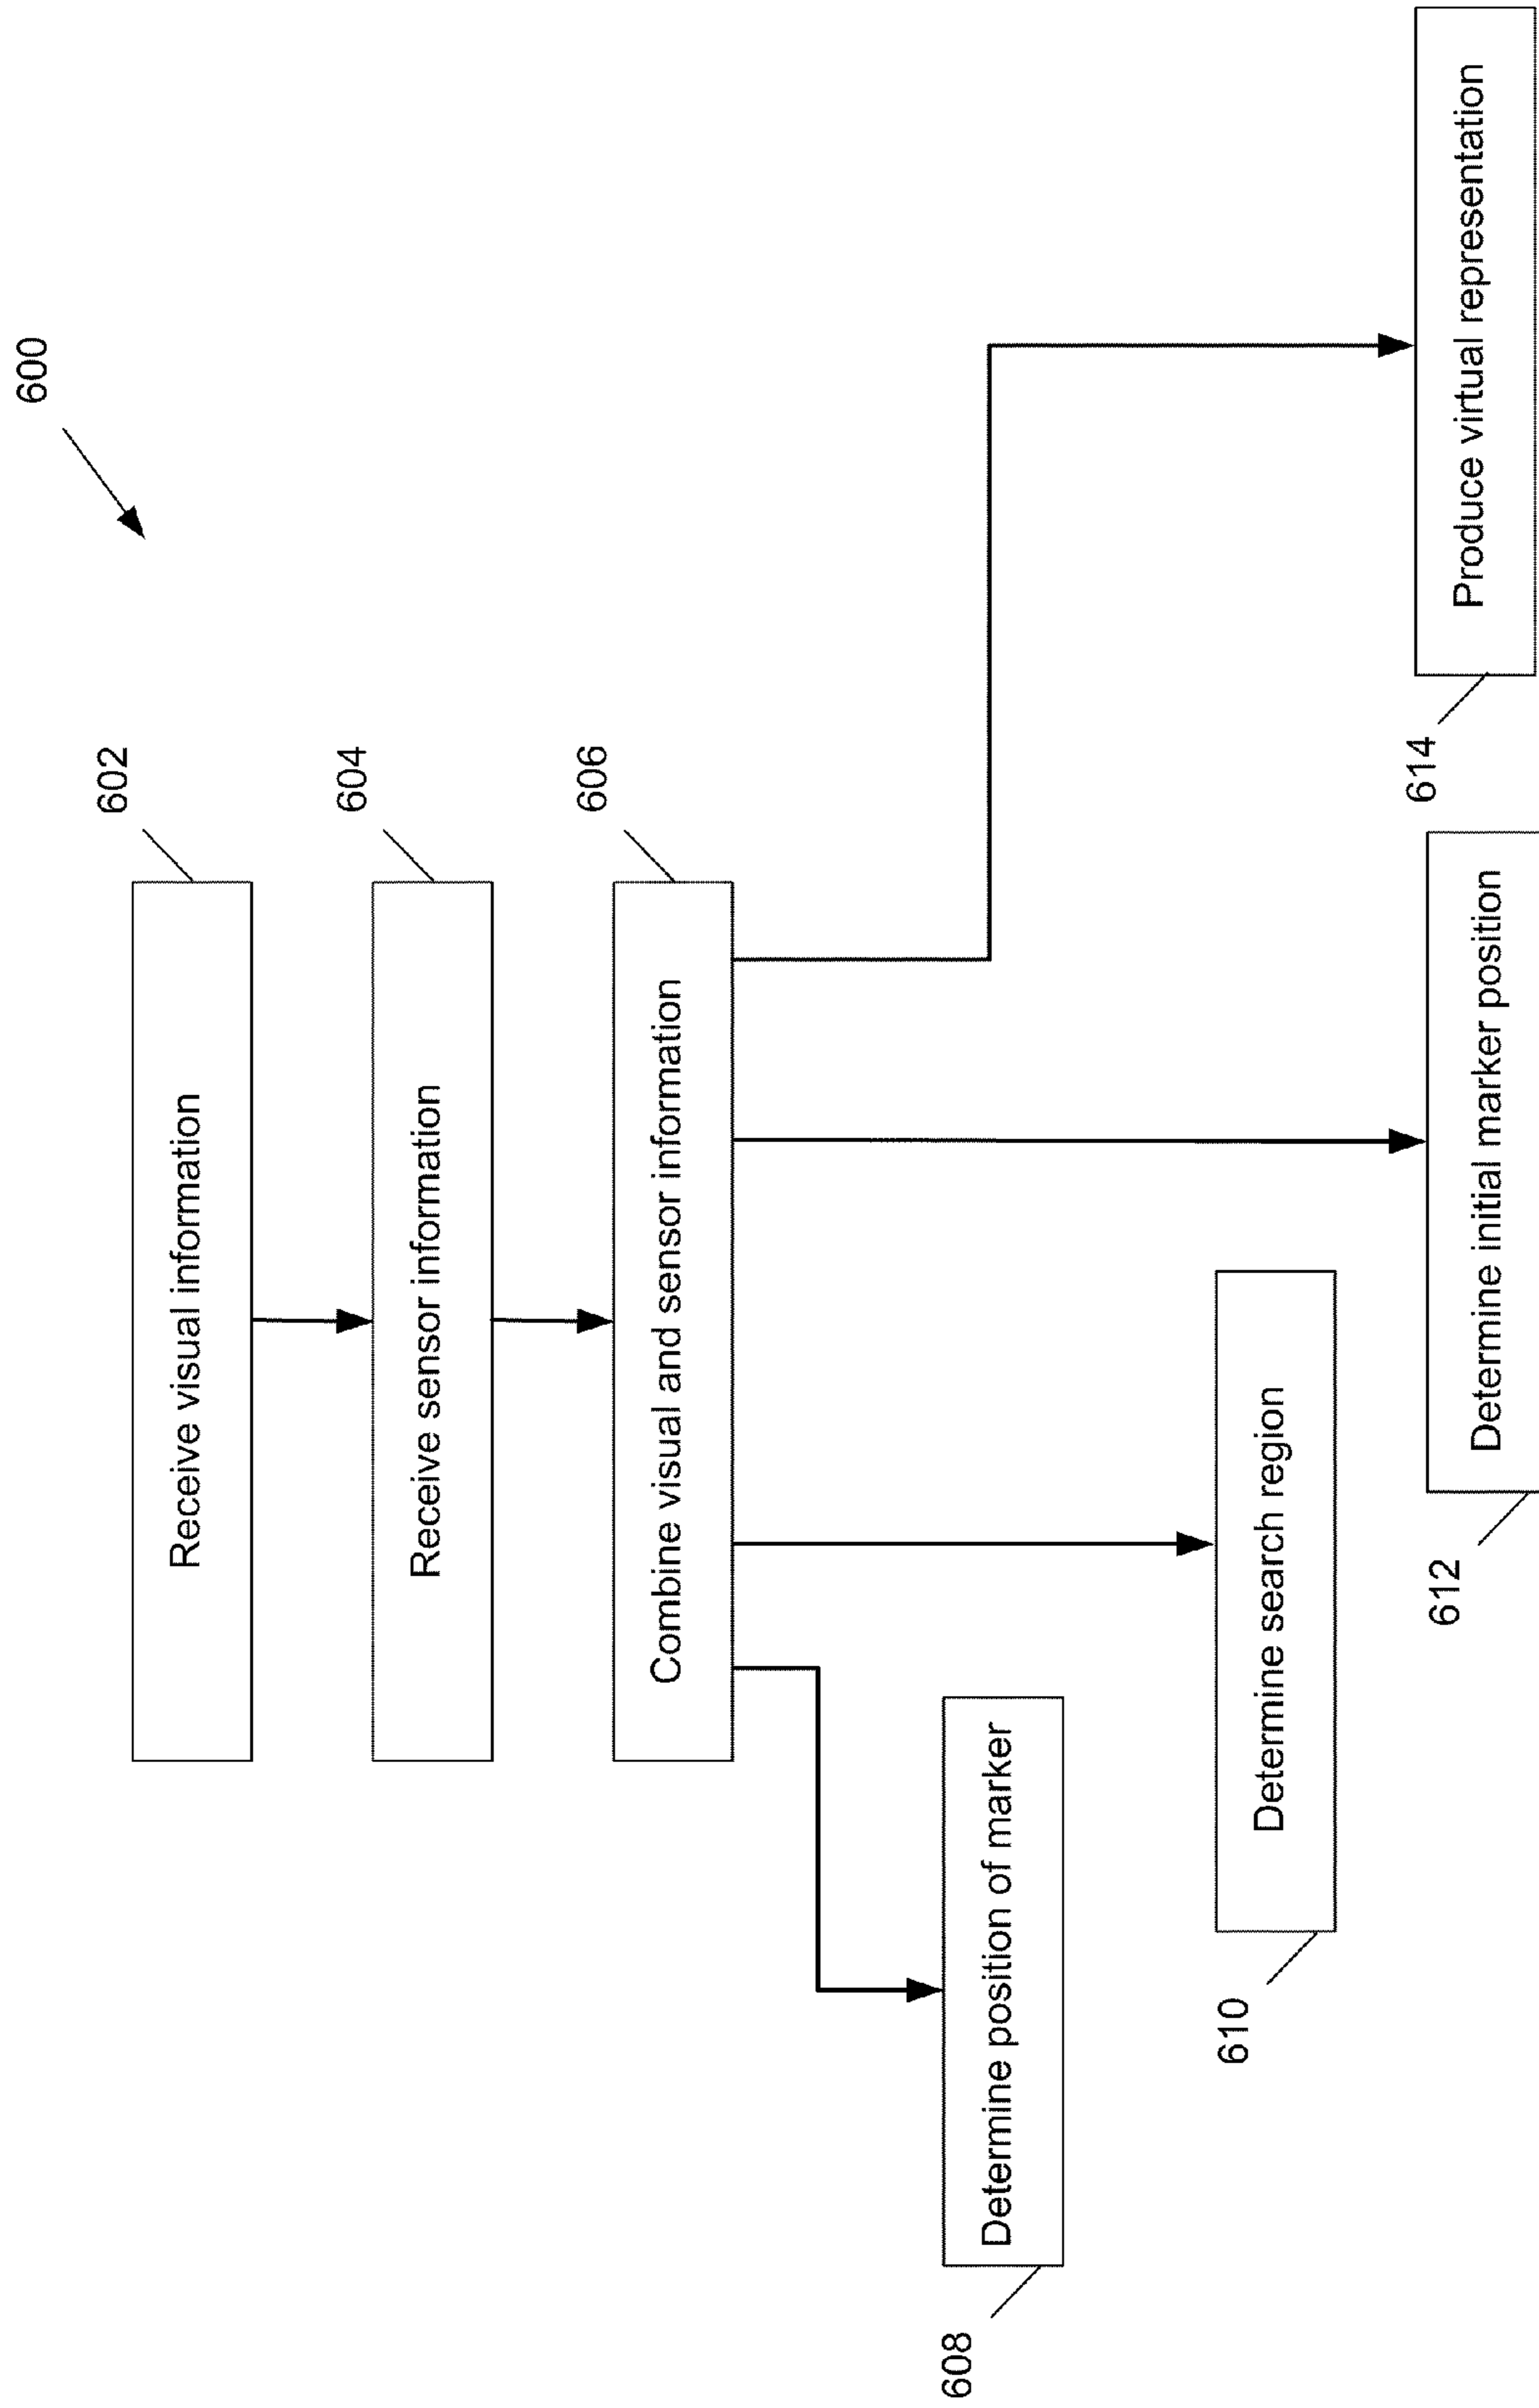 600
602
Receive visual information
604
Receive sensor information
606
Combine visual and sensor information
608
Determine position of marker
610
Determine search region
612
Determine initial marker position
614
Produce virtual representation